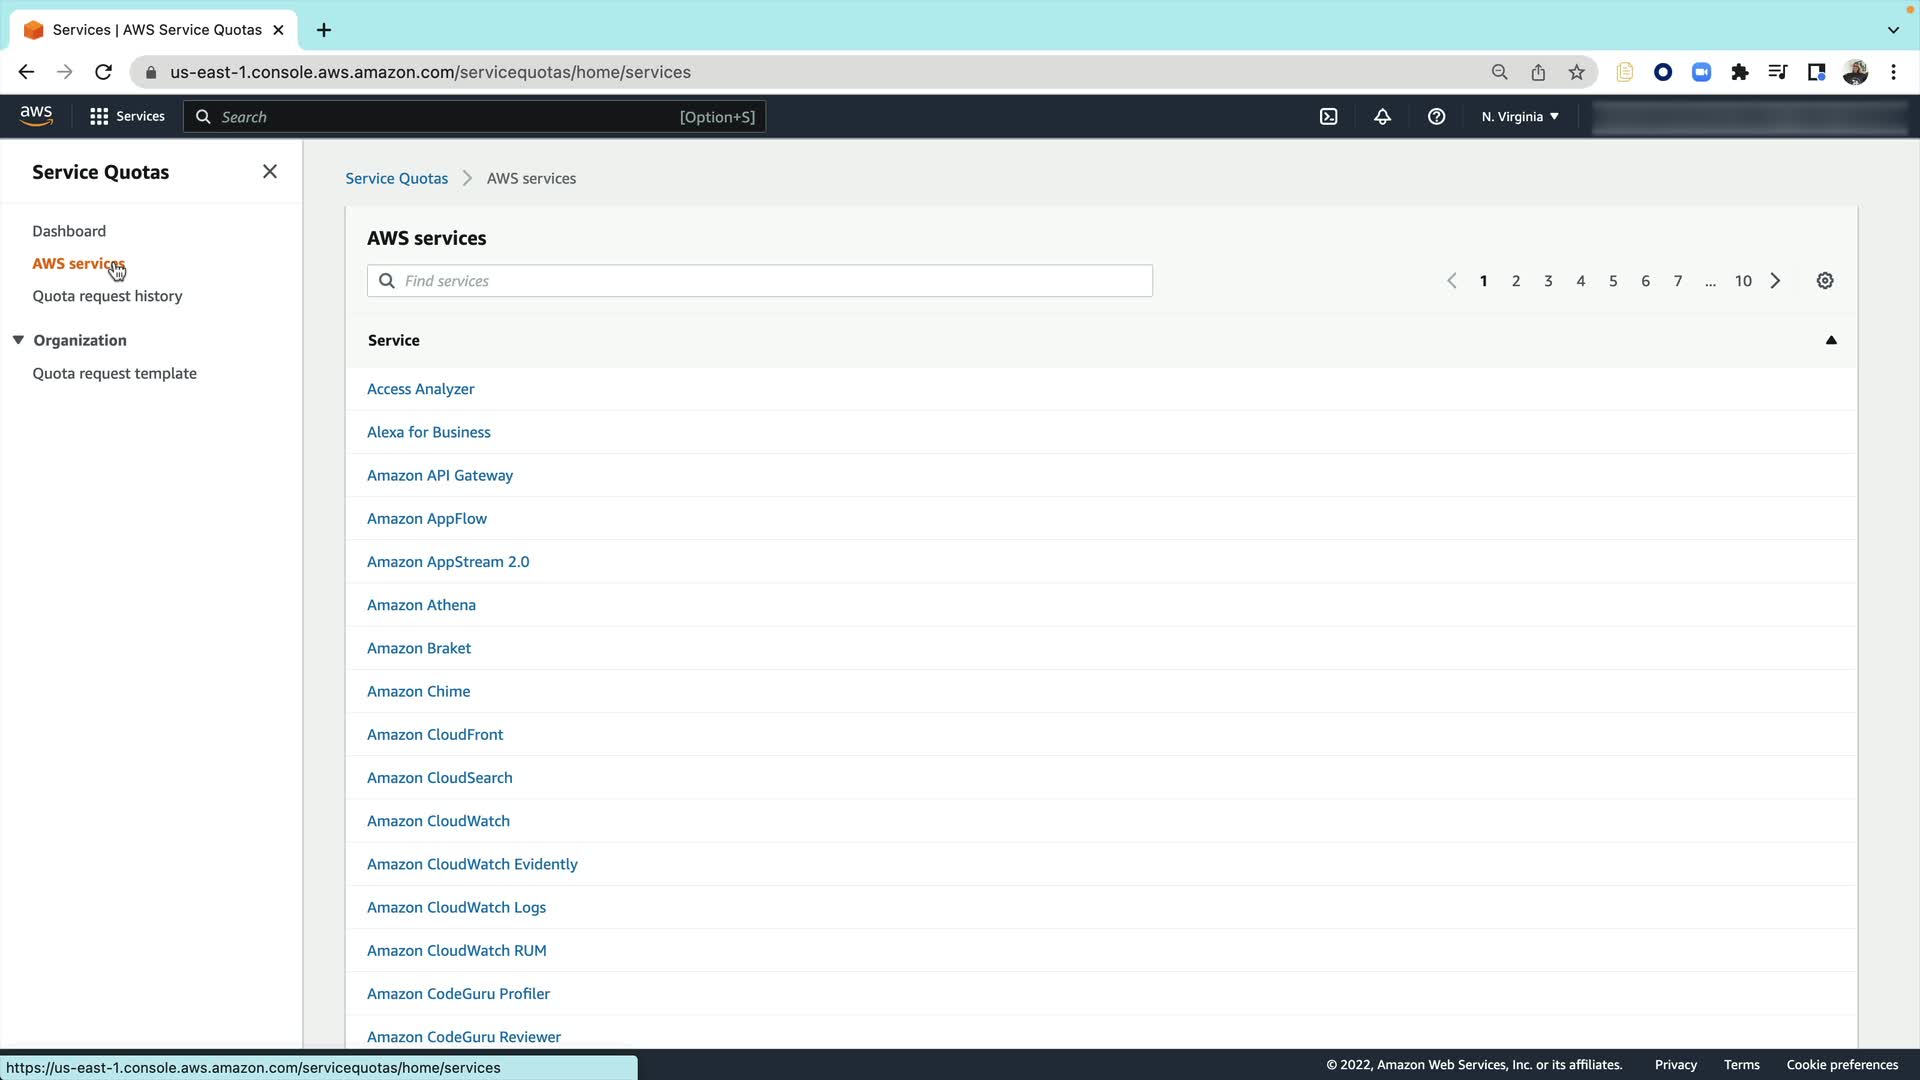 Services | AWS Service Quotas
us-east-1.console.aws.amazon.com/servicequotas/home/services
aws
Services
Search
[Option+S]
N. Virginia
Service Quotas
Dashboard
AWS services
Quota request history
Organization
Quota request template
Service Quotas
AWS services
AWS services
Find services
1 2 3 4 5 6 7 ... 10
Service
Access Analyzer
Alexa for Business
Amazon API Gateway
Amazon AppFlow
Amazon AppStream 2.0
Amazon Athena
Amazon Braket
Amazon Chime
Amazon CloudFront
Amazon CloudSearch
Amazon CloudWatch
Amazon CloudWatch Evidently
Amazon CloudWatch Logs
Amazon CloudWatch RUM
Amazon CodeGuru Profiler
Amazon CodeGuru Reviewer
https://us-east-1.console.aws.amazon.com/servicequotas/home/services
© 2022, Amazon Web Services, Inc. or its affiliates.
Privacy
Terms
Cookie preferences